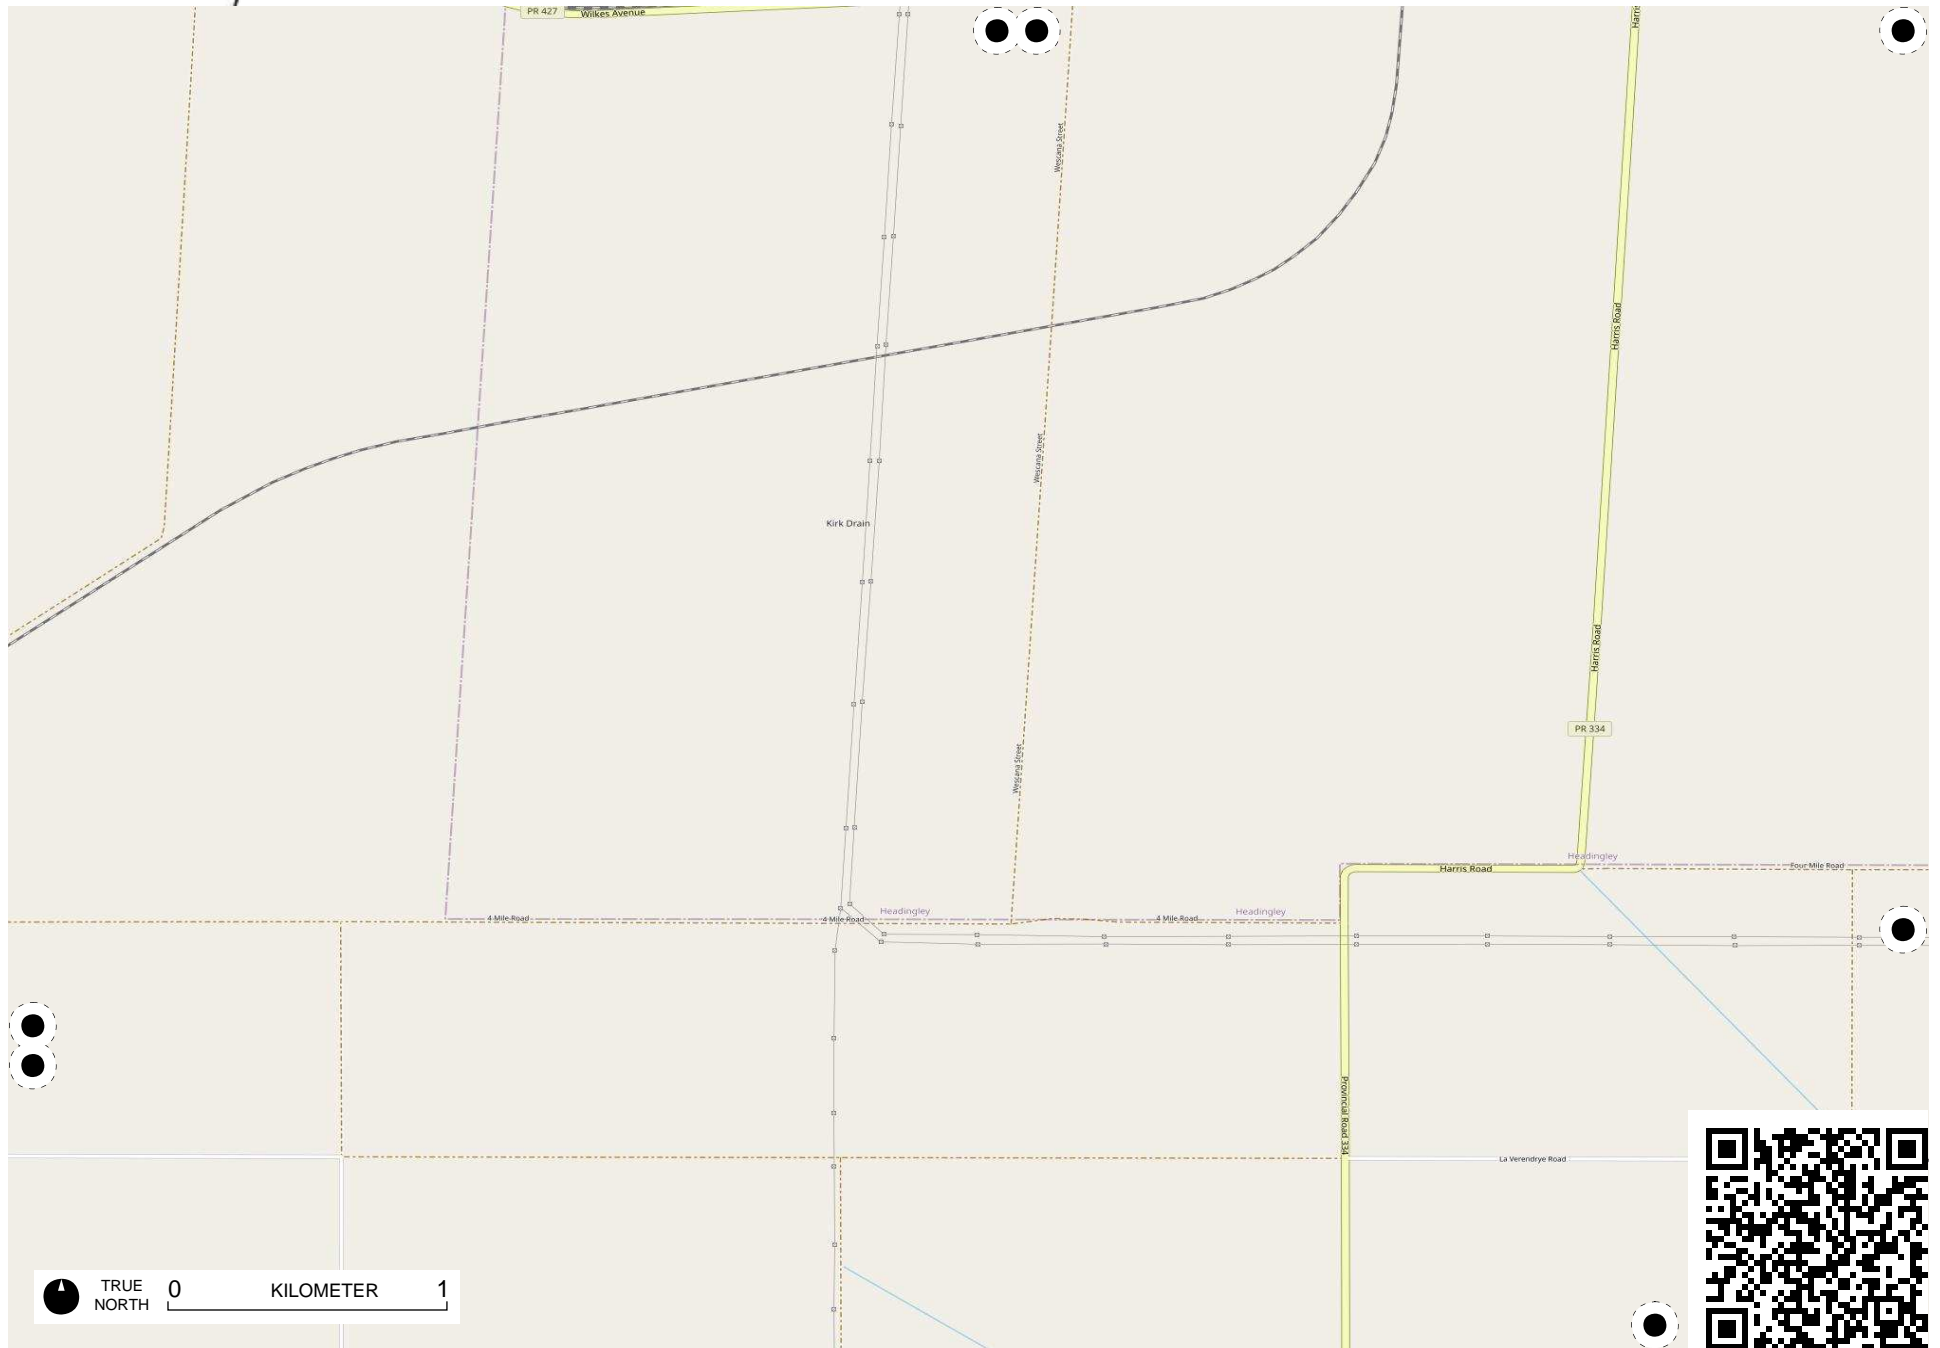 PR 427
Wilkes Avenue
Wescana Street
Harris Road
Wescana Street
Kirk Drain
Harris Road
PR 334
Wescana Street
Headingley
Harris Road
Four Mile Road
4 Mile Road
4 Mile Road
Headingley
4 Mile Road
Headingley
Provincial Road 334
La Verendrye Road
TRUE
NORTH
0 KILOMETER 1